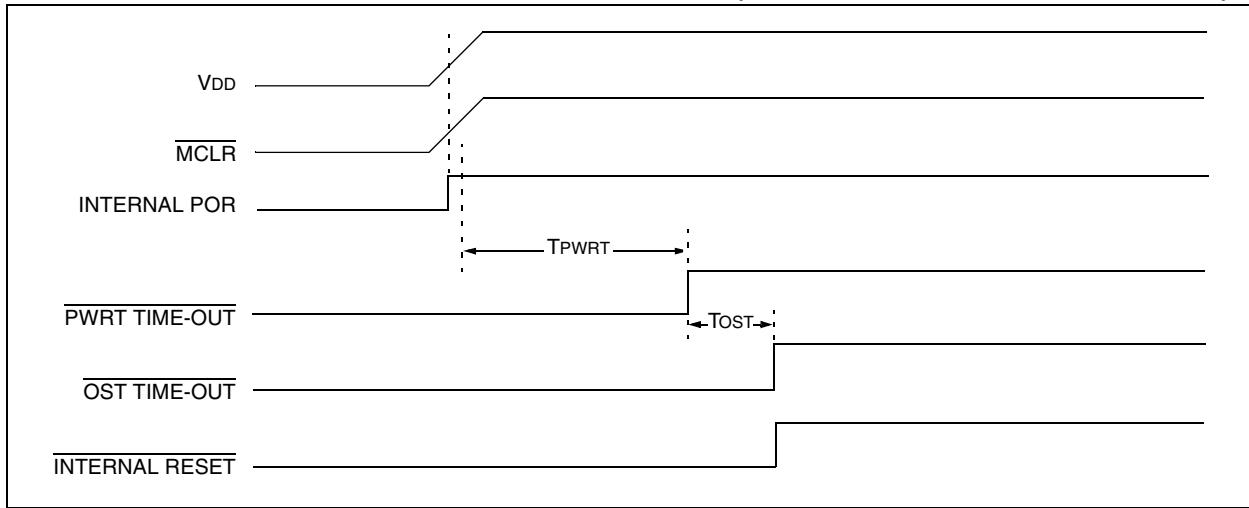 VDD
MCLR
INTERNAL POR
TPWRT
PWRT TIME-OUT
TOST
OST TIME-OUT
INTERNAL RESET